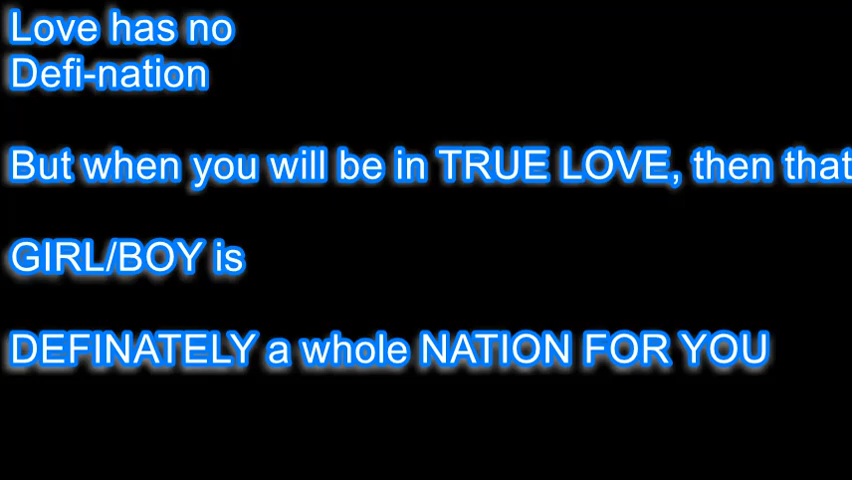 Love has no
Defi-nation
But when you will be in TRUE LOVE, then that
GIRL/BOY is
DEFINATELY a whole NATION FOR YOU